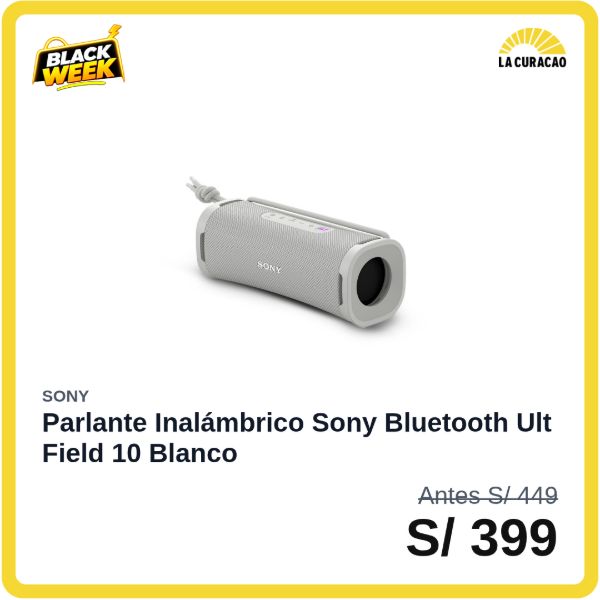 BLACK
WEEK
LA CURACAO
SONY
SONY
Parlante Inalámbrico Sony Bluetooth Ult
Field 10 Blanco
Antes S/ 449
S/ 399